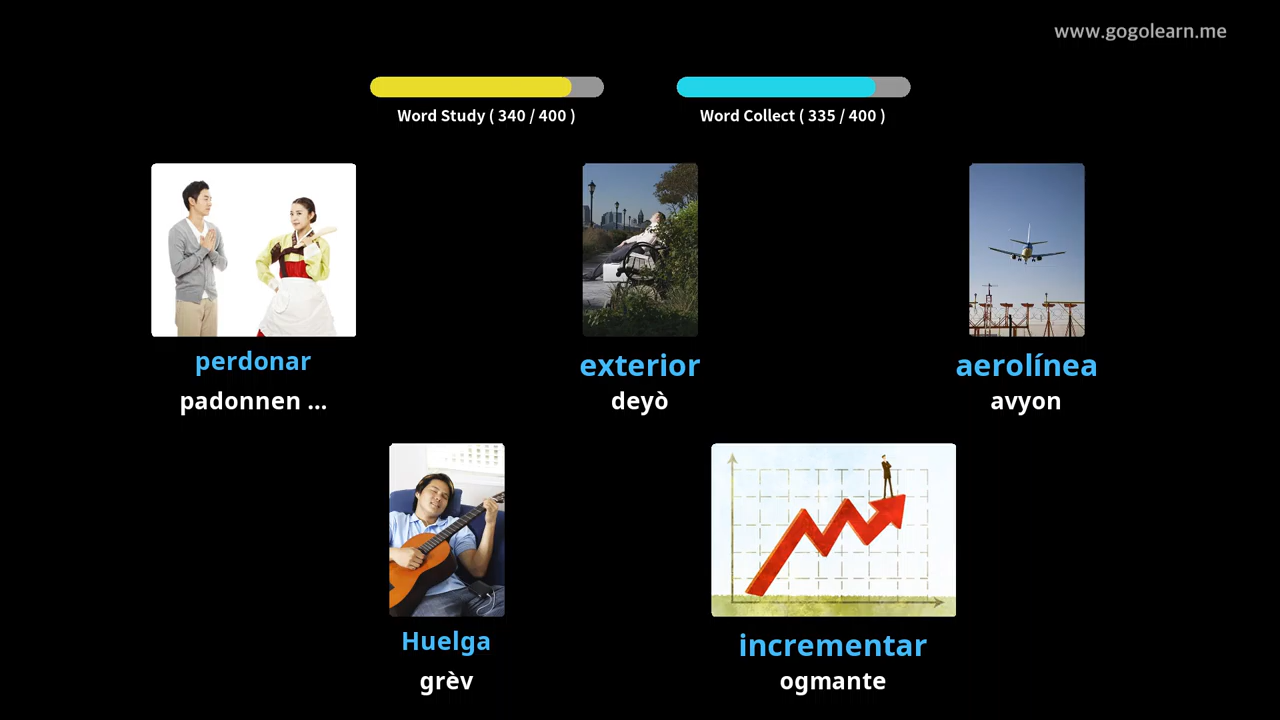 www.gogolearn.me
Word Study ( 340 / 400 )
Word Collect ( 335 / 400 )
perdonar
padonnen ...
exterior
deyò
aerolínea
avyon
Huelga
grèv
incrementar
ogmante